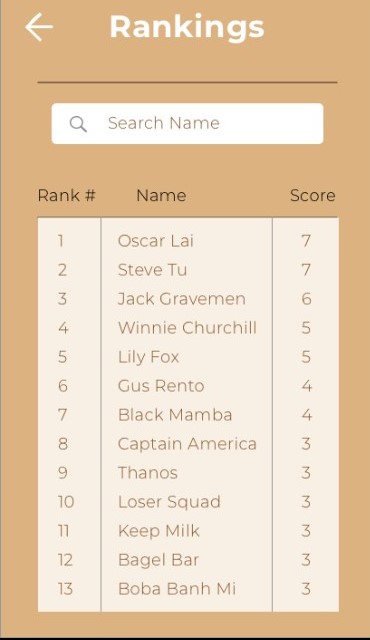 Rankings
Search Name
Rank # Name Score
1 Oscar Lai 7
2 Steve Tu 7
3 Jack Gravemen 6
4 Winnie Churchill 5
5 Lily Fox 5
6 Gus Rento 4
7 Black Mamba 4
8 Captain America 3
9 Thanos 3
10 Loser Squad 3
11 Keep Milk 3
12 Bagel Bar 3
13 Boba Banh Mi 3